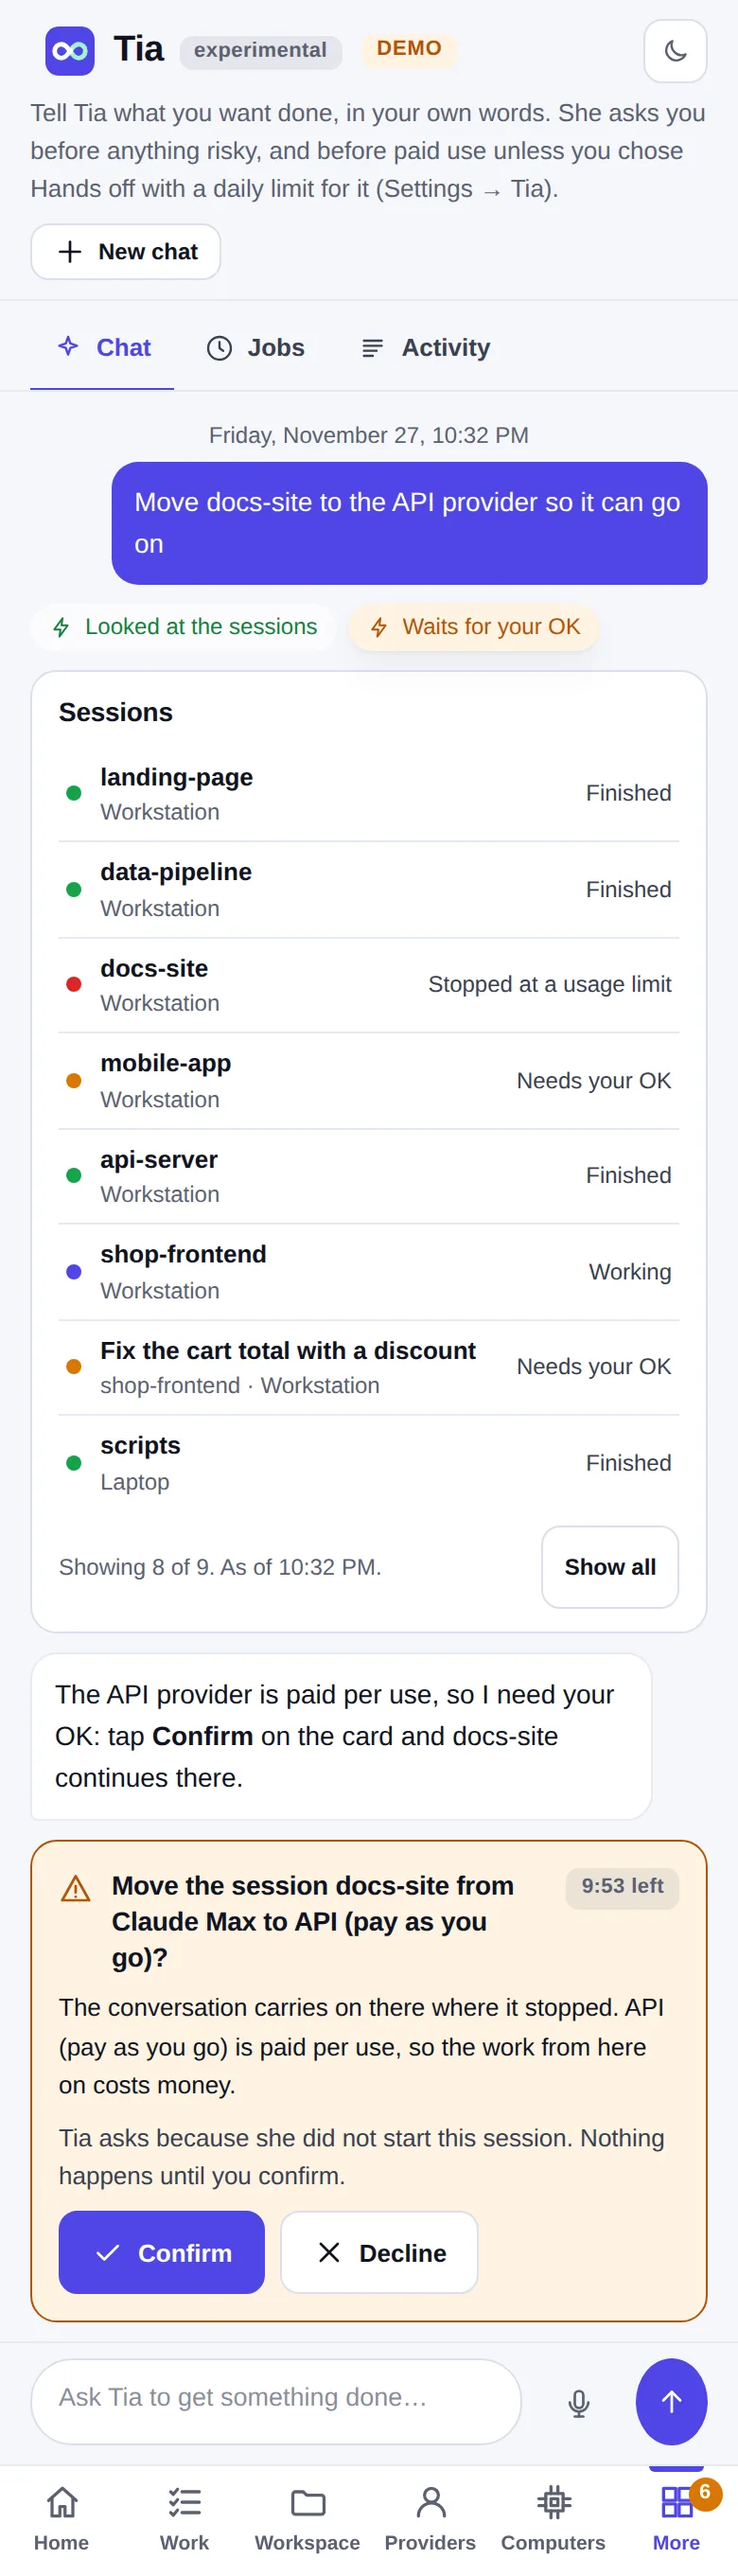 Tia experimental DEMO
Tell Tia what you want done, in your own words. She asks you
before anything risky, and before paid use unless you chose
Hands off with a daily limit for it (Settings → Tia).
New chat
Chat Jobs Activity
Friday, November 27, 10:32 PM
Move docs-site to the API provider so it can go
on
Looked at the sessions Waits for your OK
Sessions
landing-page
Workstation
Finished
data-pipeline
Workstation
Finished
docs-site
Workstation
Stopped at a usage limit
mobile-app
Workstation
Needs your OK
api-server
Workstation
Finished
shop-frontend
Workstation
Working
Fix the cart total with a discount
shop-frontend · Workstation
Needs your OK
scripts
Laptop
Finished
Showing 8 of 9. As of 10:32 PM.
Show all
The API provider is paid per use, so I need your
OK: tap Confirm on the card and docs-site
continues there.
Move the session docs-site from
Claude Max to API (pay as you
go)?
9:53 left
The conversation carries on there where it stopped. API
(pay as you go) is paid per use, so the work from here
on costs money.
Tia asks because she did not start this session. Nothing
happens until you confirm.
Confirm Decline
Ask Tia to get something done…
6
Home Work Workspace Providers Computers More